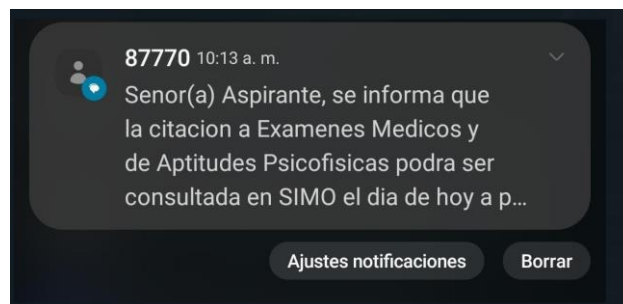 87770 10:13 a. m.
Senor(a) Aspirante, se informa que
la citacion a Examenes Medicos y
de Aptitudes Psicofisicas podra ser
consultada en SIMO el dia de hoy a p...
Ajustes notificaciones Borrar